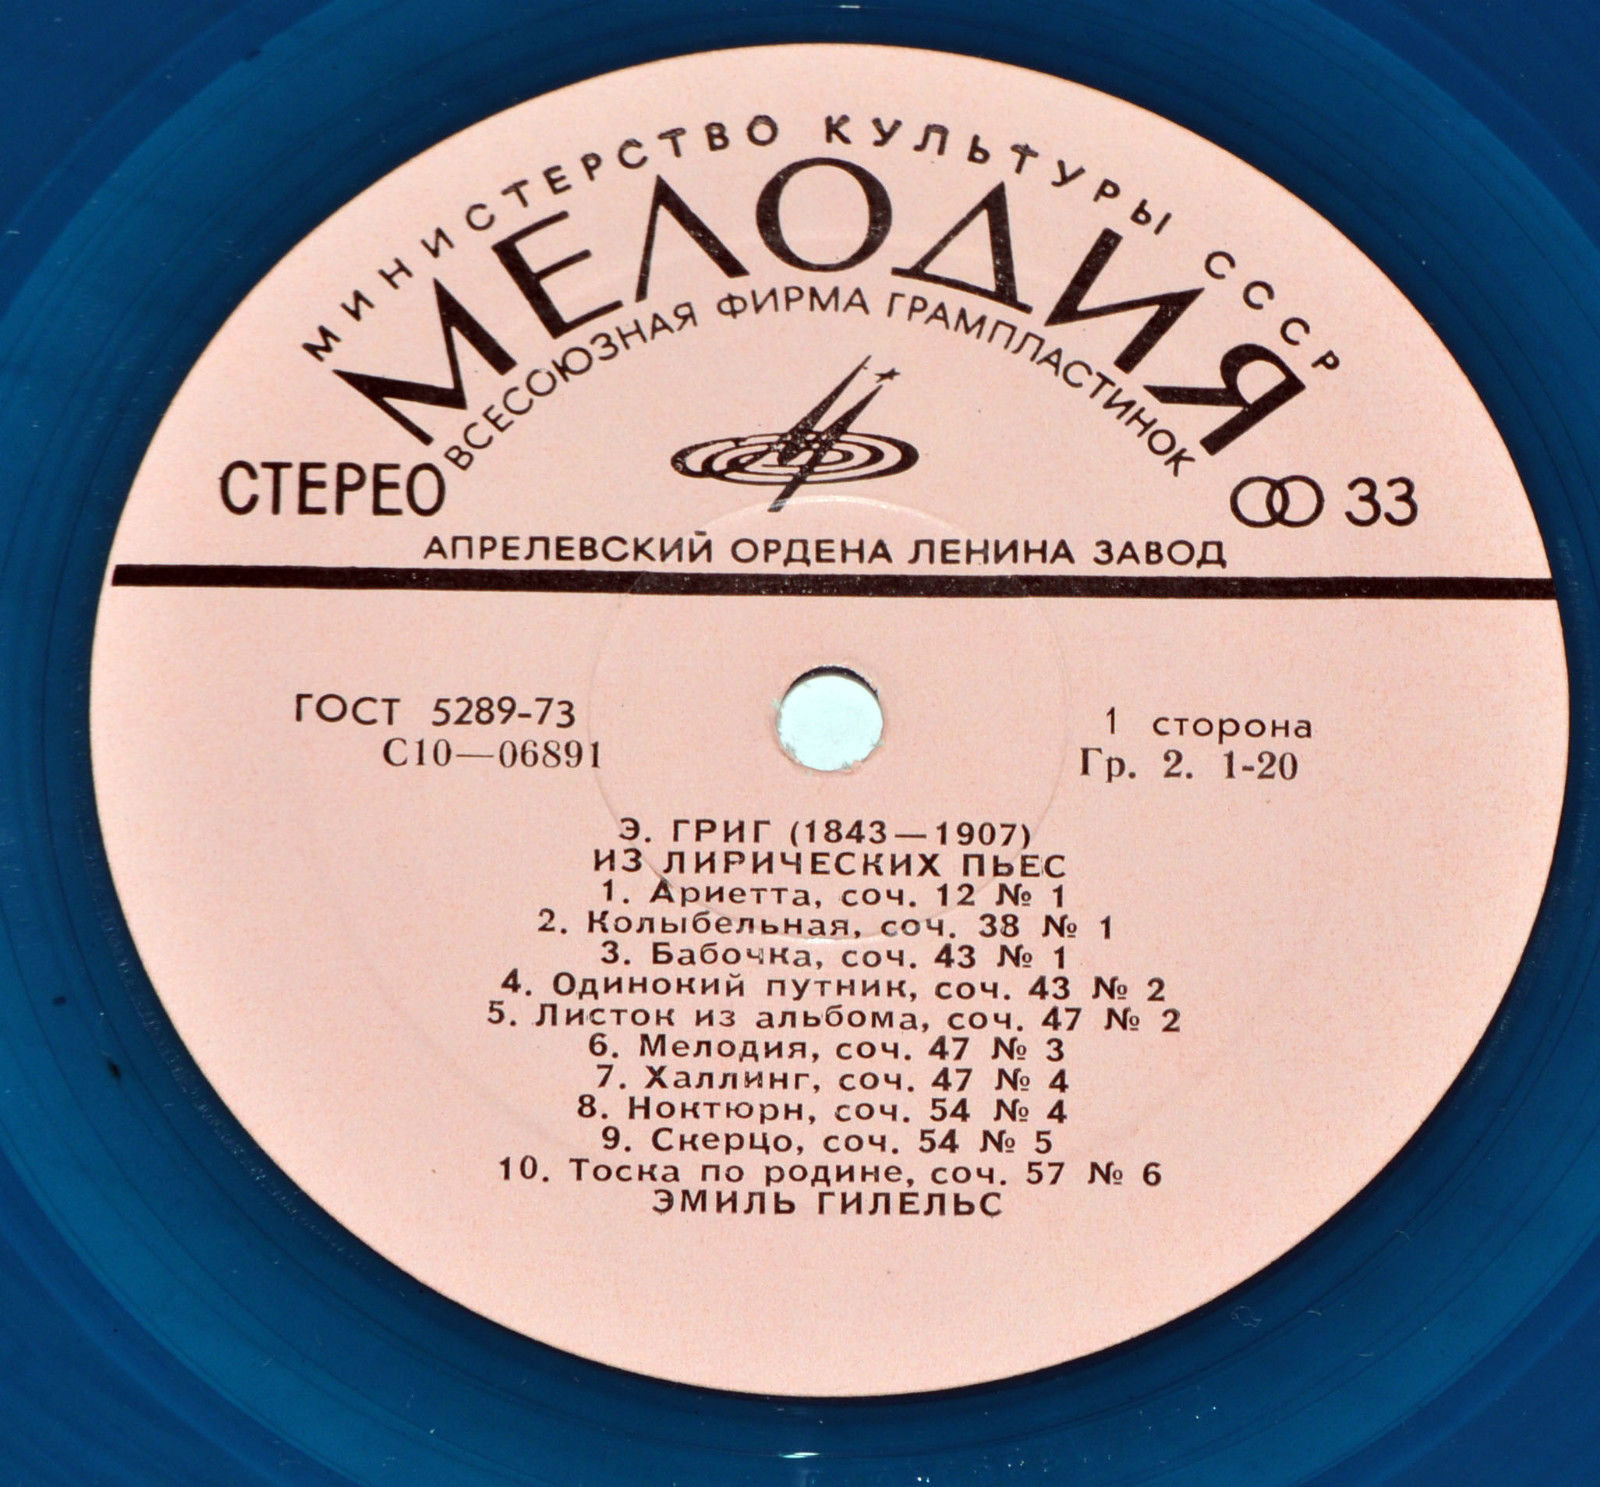 МИНИСТЕРСТВО КУЛЬТУРЫ СССР
МЕЛОДИЯ
ВСЕСОЮЗНАЯ ФИРМА ГРАМПЛАСТИНОК
СТЕРЕО
33
АПРЕЛЕВСКИЙ ОРДЕНА ЛЕНИНА ЗАВОД
ГОСТ 5289-73
С10—06891
1 сторона
Гр. 2. 1-20
Э. ГРИГ (1843—1907)
ИЗ ЛИРИЧЕСКИХ ПЬЕС
1. Ариетта, соч. 12 № 1
2. Колыбельная, соч. 38 № 1
3. Бабочка, соч. 43 № 1
4. Одинокий путник, соч. 43 № 2
5. Листок из альбома, соч. 47 № 2
6. Мелодия, соч. 47 № 3
7. Халлинг, соч. 47 № 4
8. Ноктюрн, соч. 54 № 4
9. Скерцо, соч. 54 № 5
10. Тоска по родине, соч. 57 № 6
ЭМИЛЬ ГИЛЕЛЬС